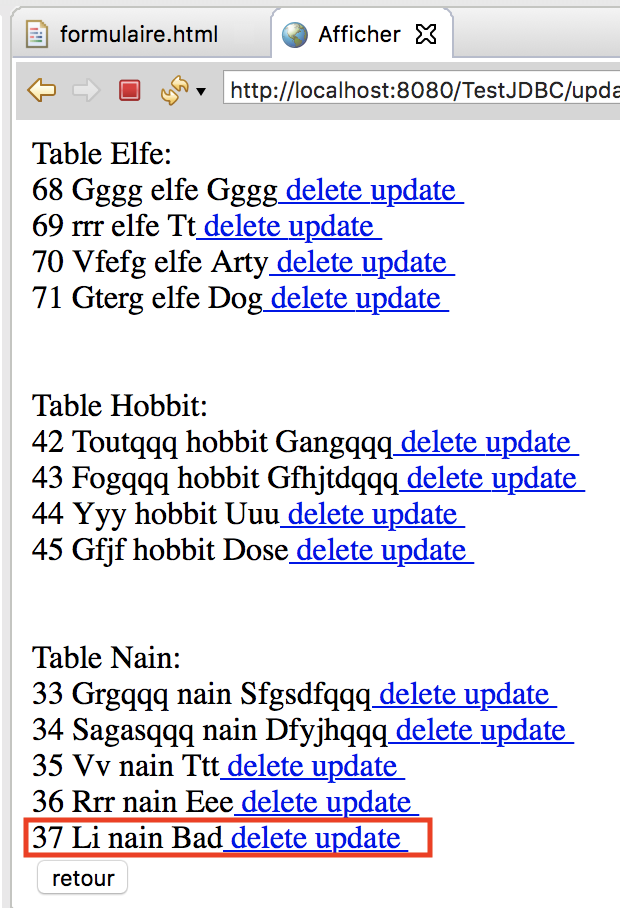 formulaire.html
Afficher
http://localhost:8080/TestJDBC/upda
Table Elfe:
68 Gggg elfe Gggg delete update
69 rrr elfe Tt delete update
70 Vfefg elfe Arty delete update
71 Gterg elfe Dog delete update
Table Hobbit:
42 Toutqqq hobbit Gangqqq delete update
43 Fogqqq hobbit Gfhjtdqqq delete update
44 Yyy hobbit Uuu delete update
45 Gfjf hobbit Dose delete update
Table Nain:
33 Grgqqq nain Sfgsdfqqq delete update
34 Sagasqqq nain Dfyjhqqq delete update
35 Vv nain Ttt delete update
36 Rrr nain Eee delete update
37 Li nain Bad delete update
retour